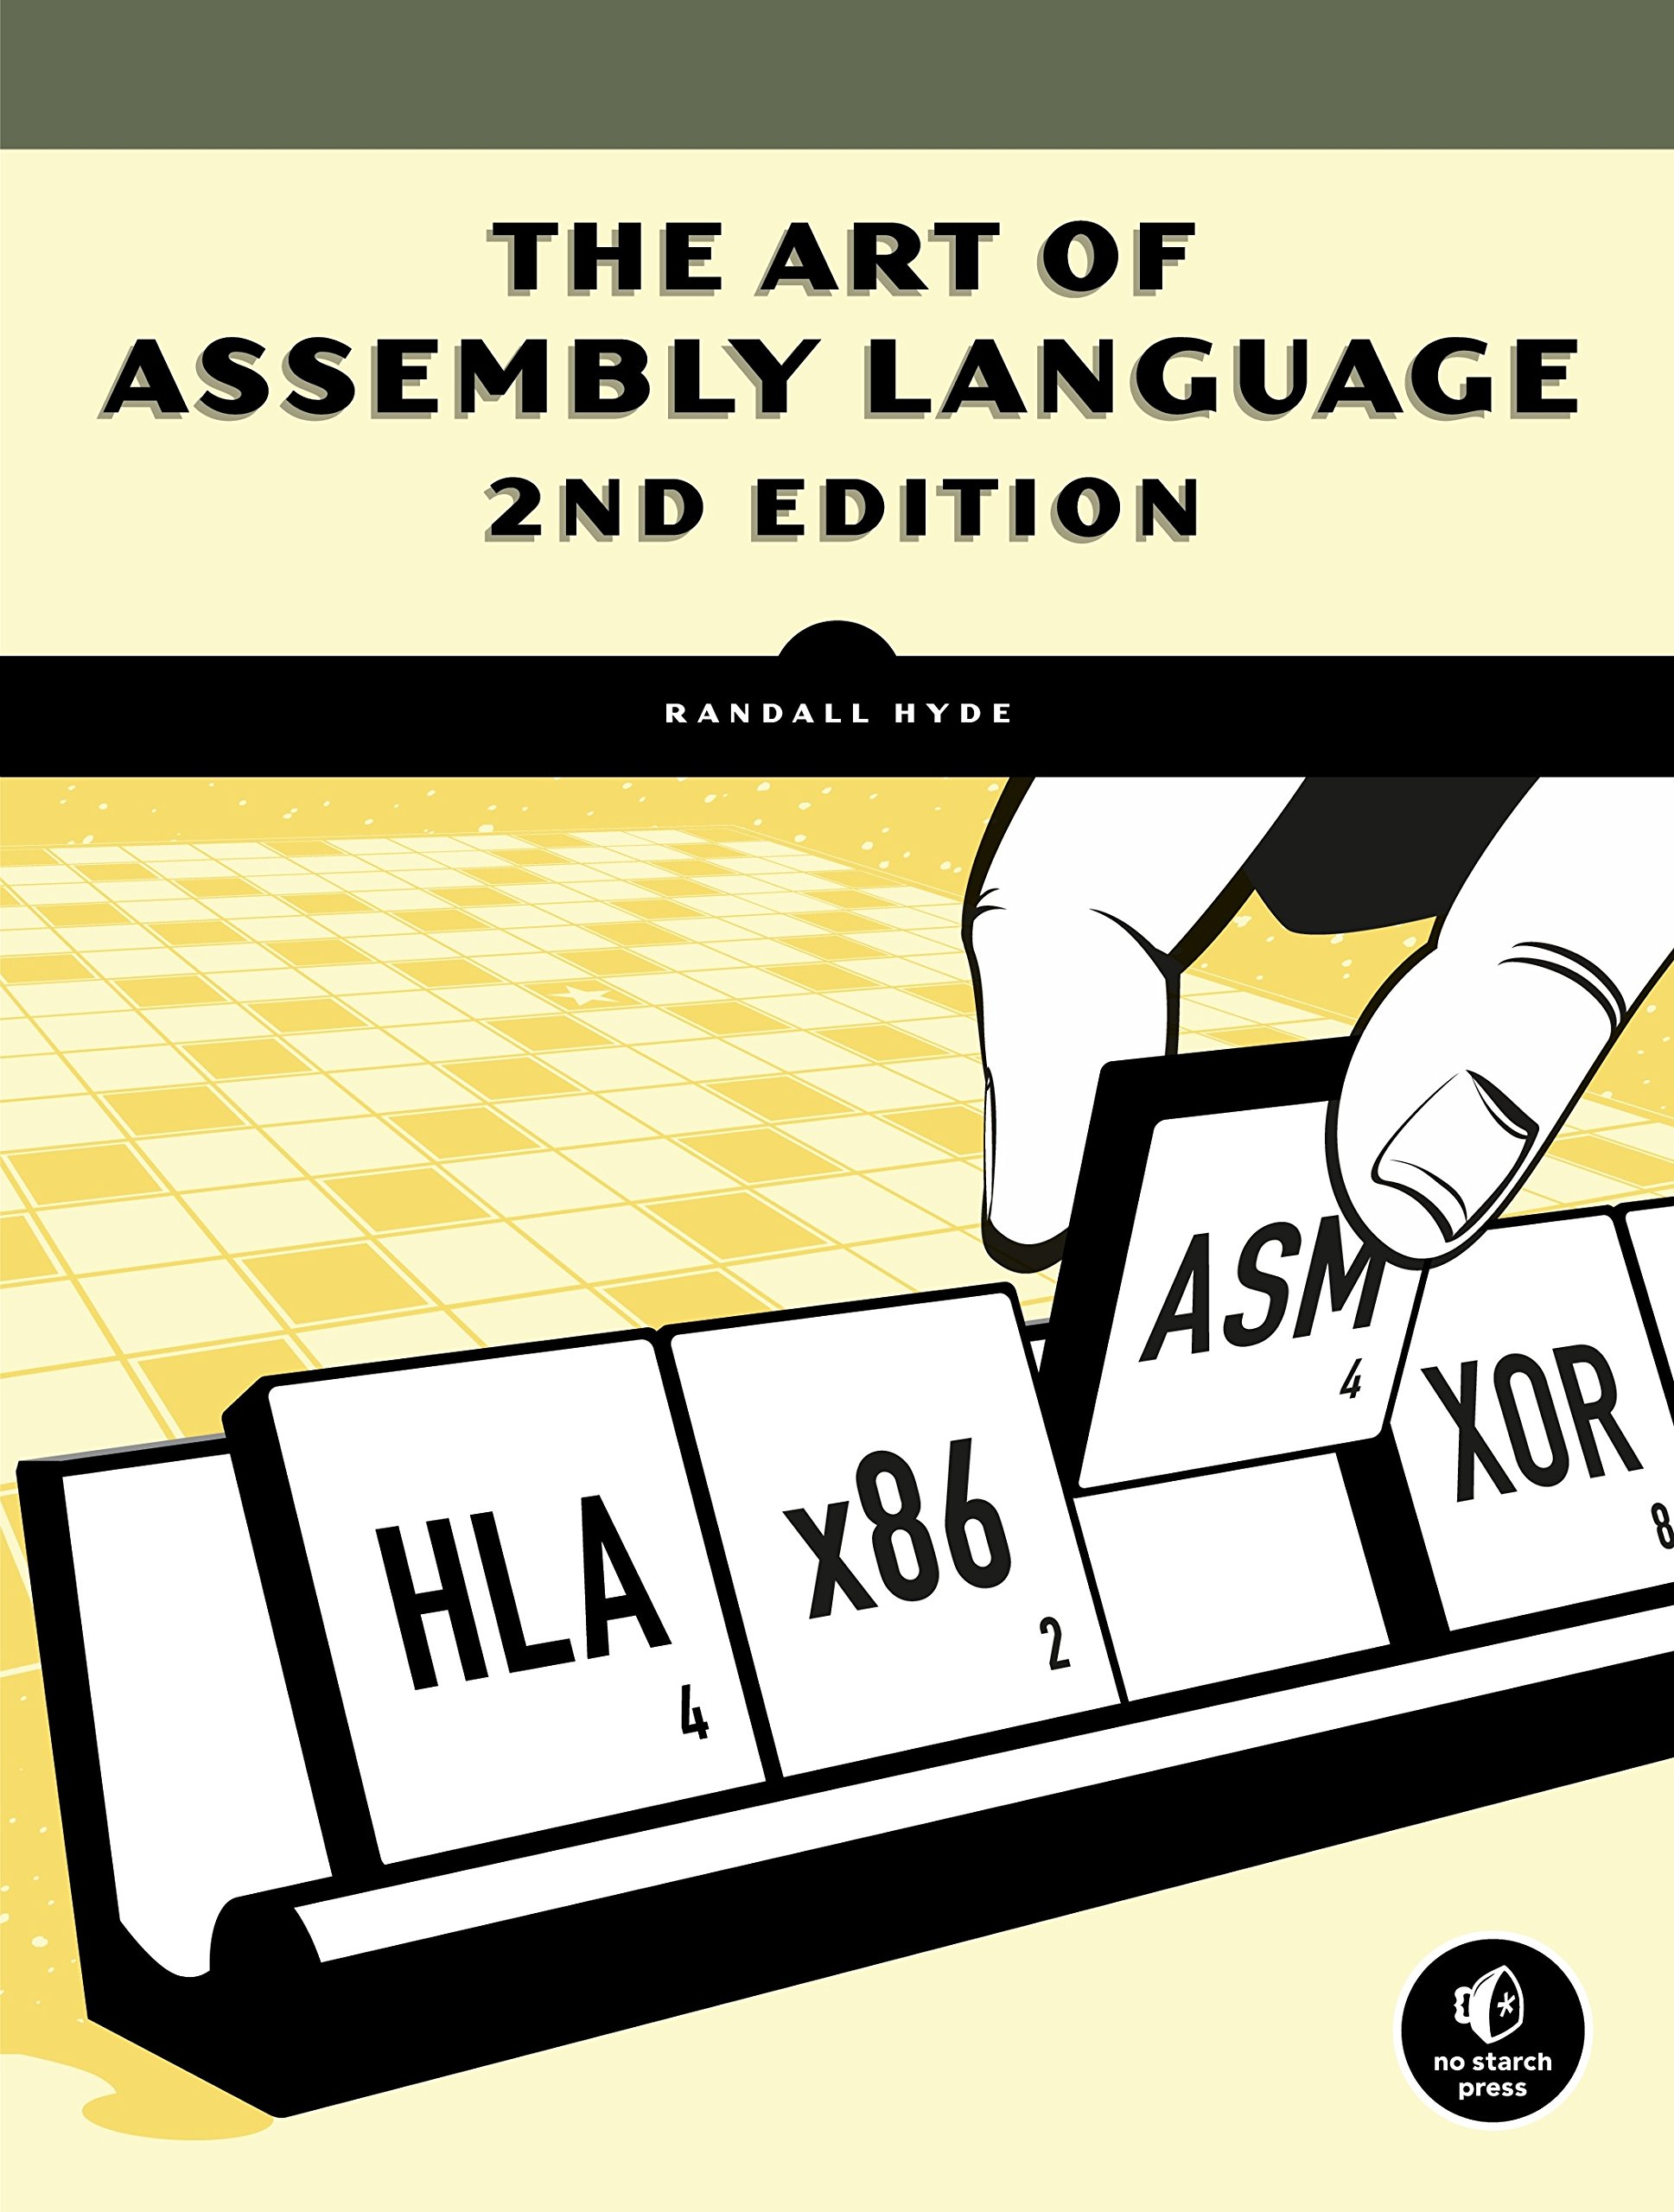 THE ART OF
ASSEMBLY LANGUAGE
2ND EDITION
RANDALL HYDE
ASM
4
XOR
8
x86
2
HLA
4
no starch
press